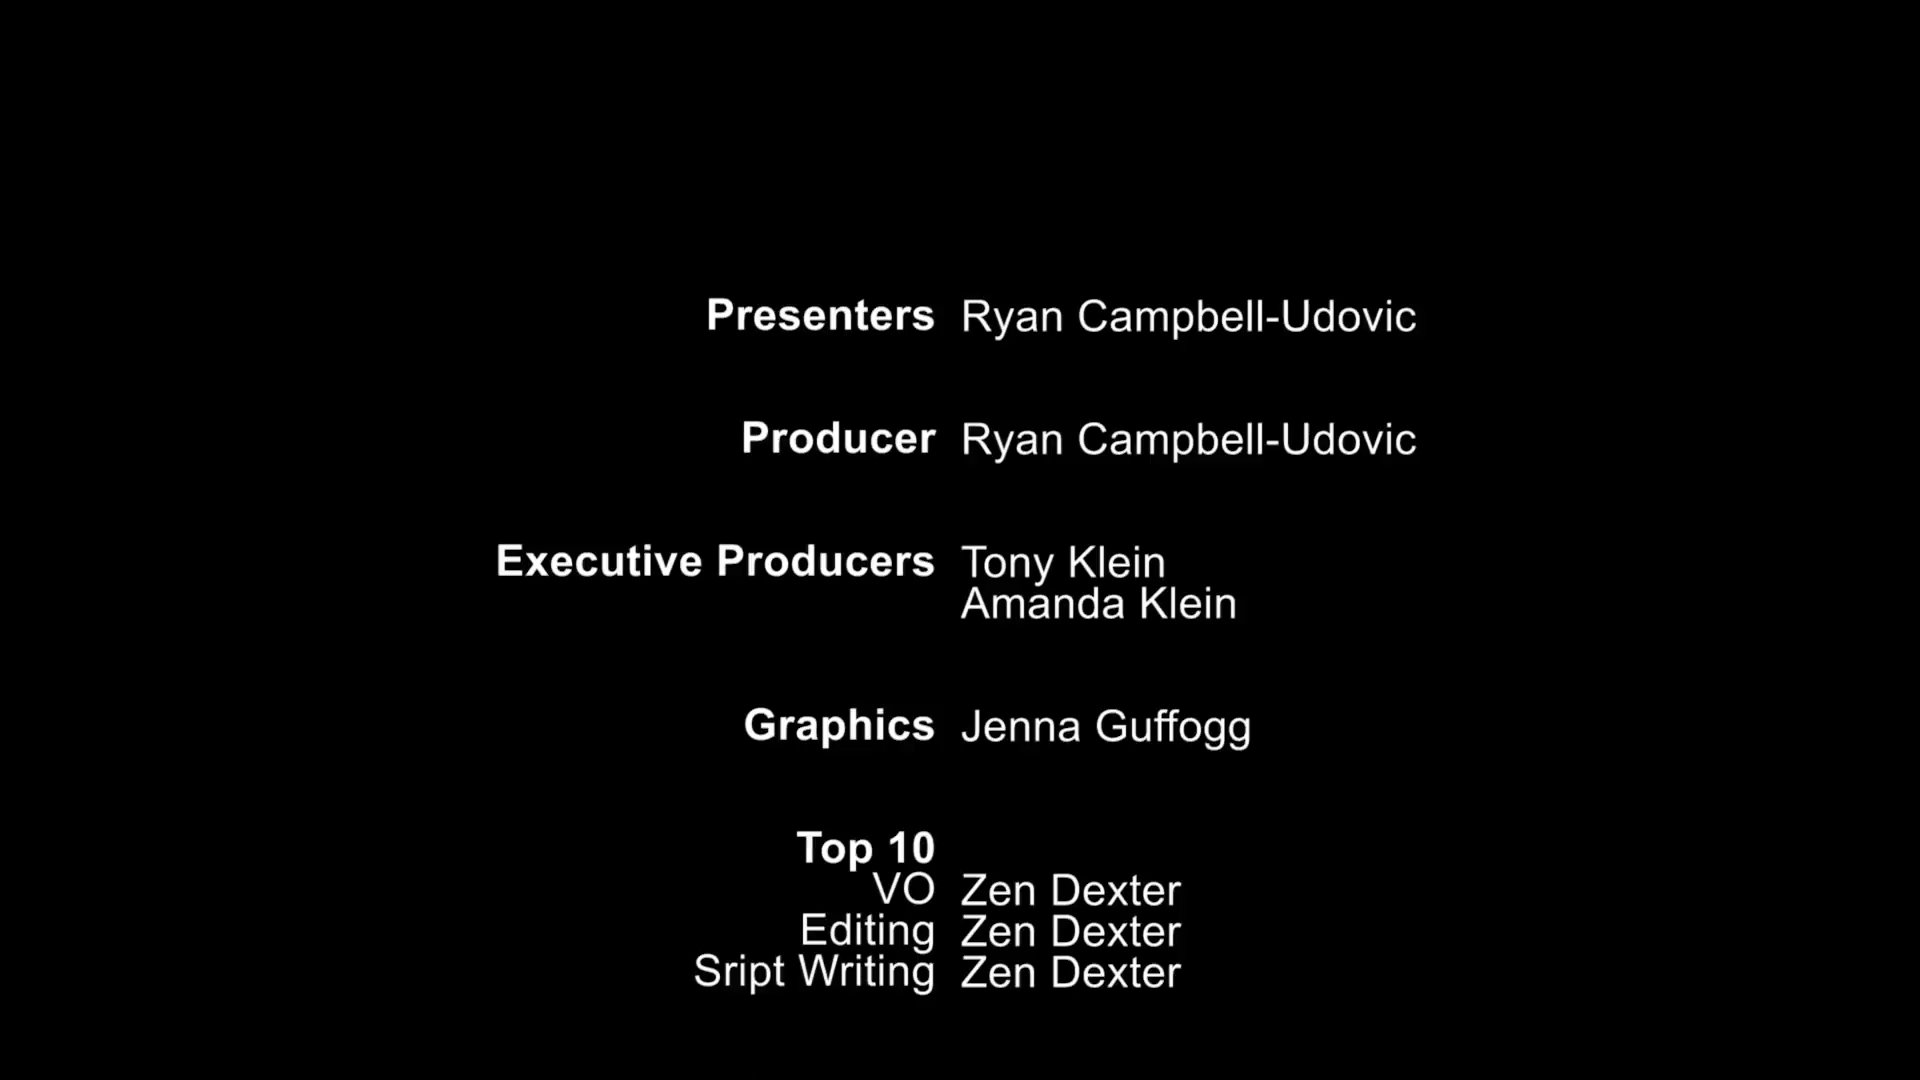 Presenters Ryan Campbell-Udovic
Producer Ryan Campbell-Udovic
Executive Producers Tony Klein
Amanda Klein
Graphics Jenna Guffogg
Top 10
VO Zen Dexter
Editing Zen Dexter
Sript Writing Zen Dexter